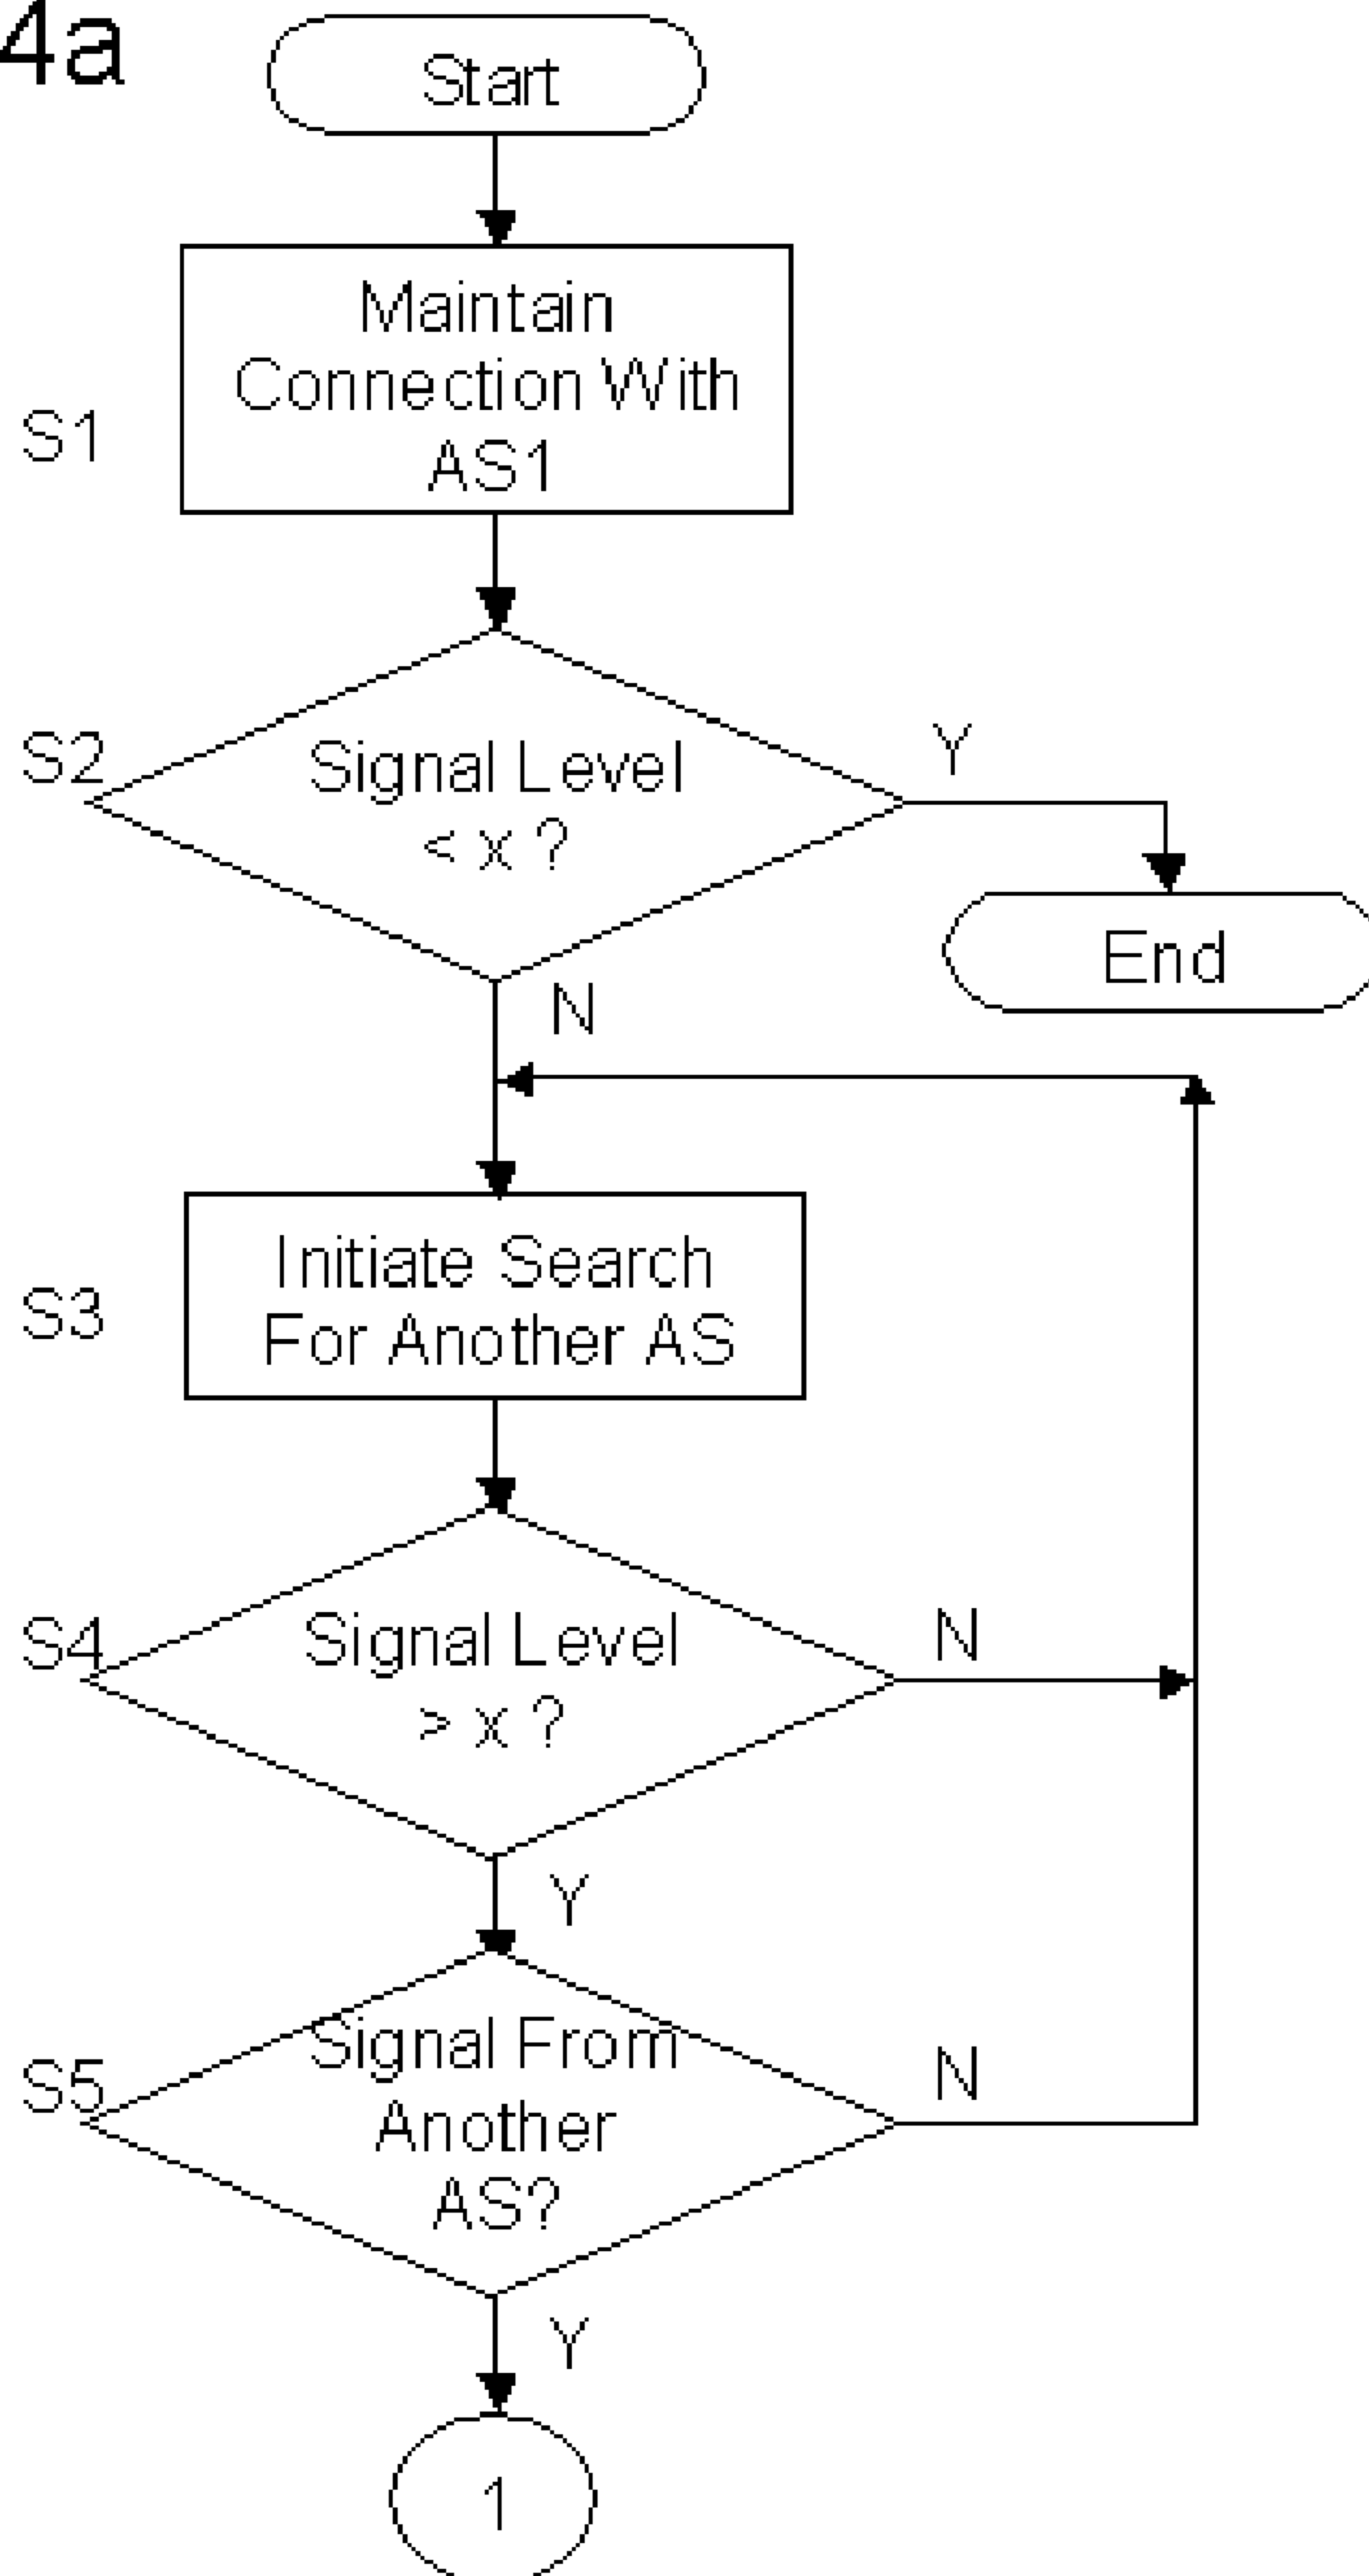 4a
Start
Maintain
Connection With
AS1
S1
S2
Signal Level
< x ?
Y
End
N
Initiate Search
For Another AS
S3
S4
Signal Level
> x ?
N
Y
S5
Signal From
Another
AS?
N
Y
1